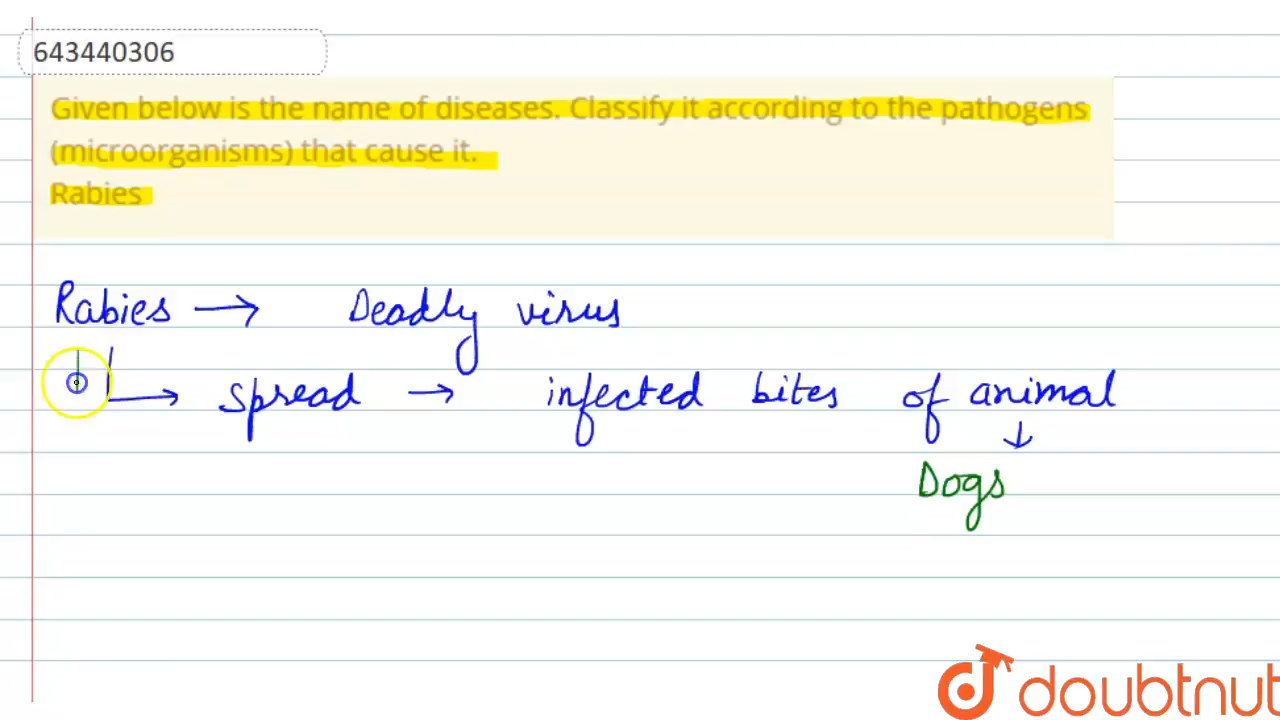 643440306
Given below is the name of diseases. Classify it according to the pathogens
(microorganisms) that cause it.
Rabies
Rabies → Deadly virus
→ spread → infected bites of animal
↓
Dogs
doubtnut